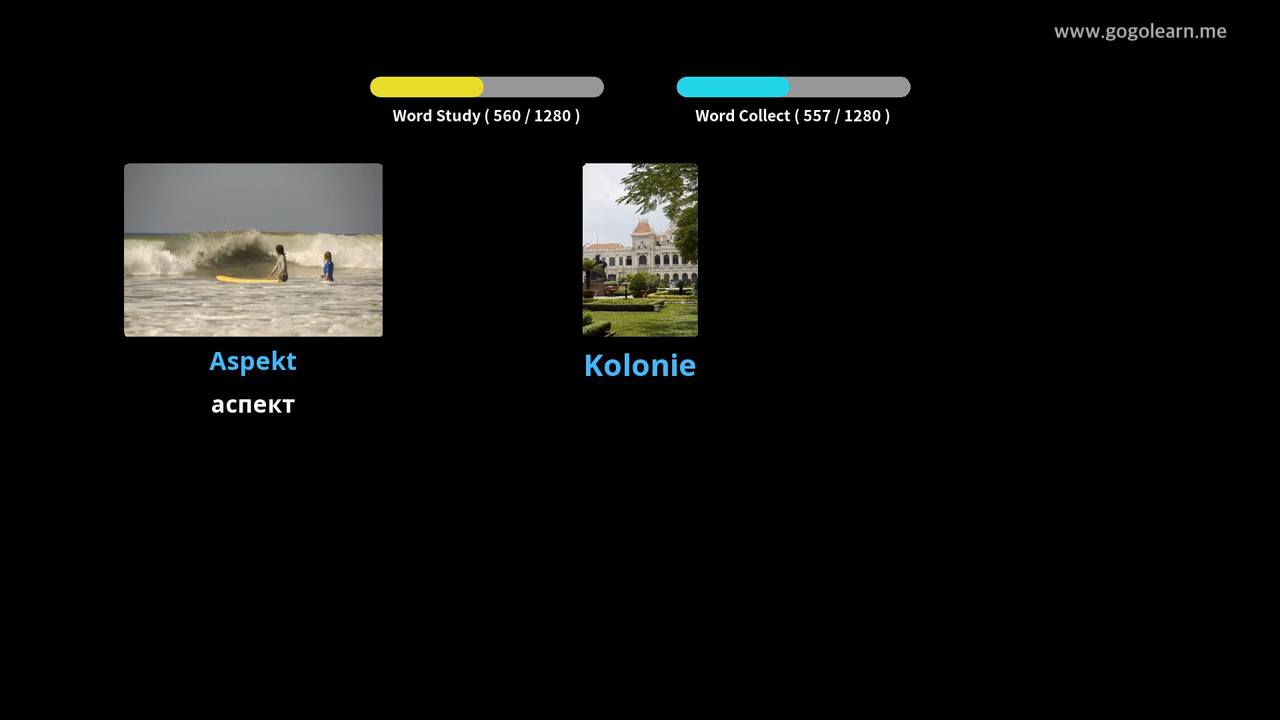 www.gogolearn.me
Word Study ( 560 / 1280 )
Word Collect ( 557 / 1280 )
Aspekt
аспект
Kolonie